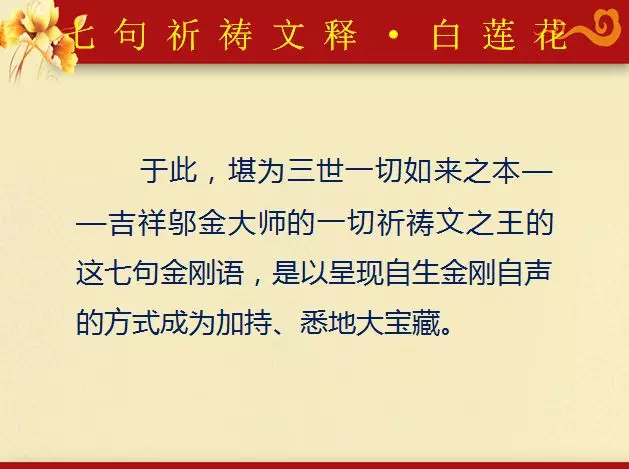 七句祈祷文释·白莲花
于此，堪为三世一切如来之本—
—吉祥邬金大师的一切祈祷文之王的
这七句金刚语，是以呈现自生金刚自声
的方式成为加持、悉地大宝藏。